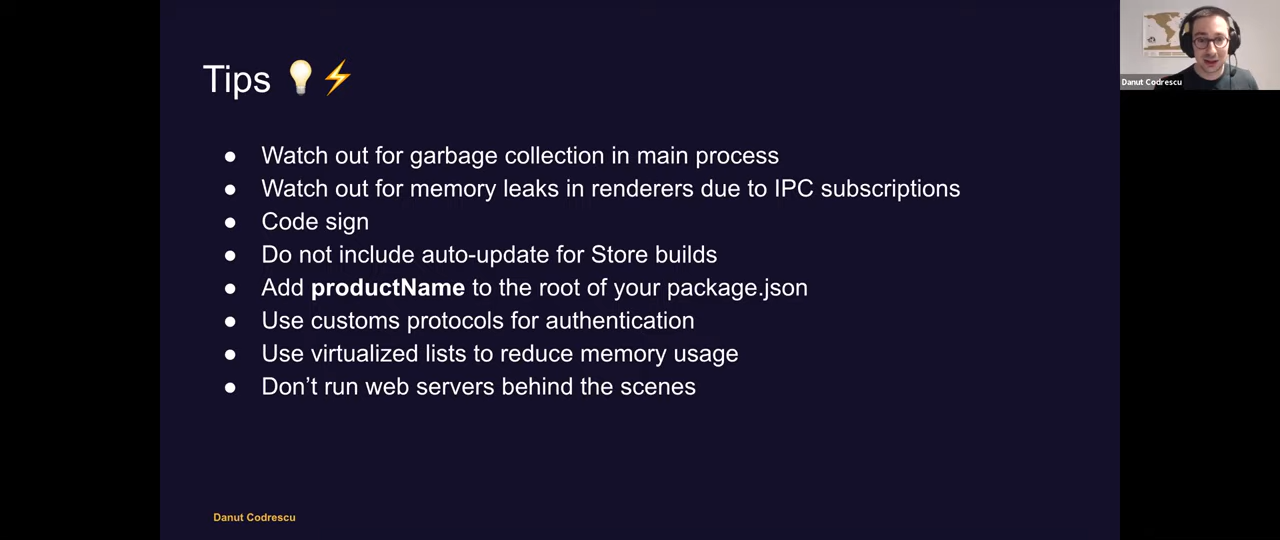 Tips 💡⚡
● Watch out for garbage collection in main process
● Watch out for memory leaks in renderers due to IPC subscriptions
● Code sign
● Do not include auto-update for Store builds
● Add productName to the root of your package.json
● Use customs protocols for authentication
● Use virtualized lists to reduce memory usage
● Don’t run web servers behind the scenes
Danut Codrescu
Danut Codrescu